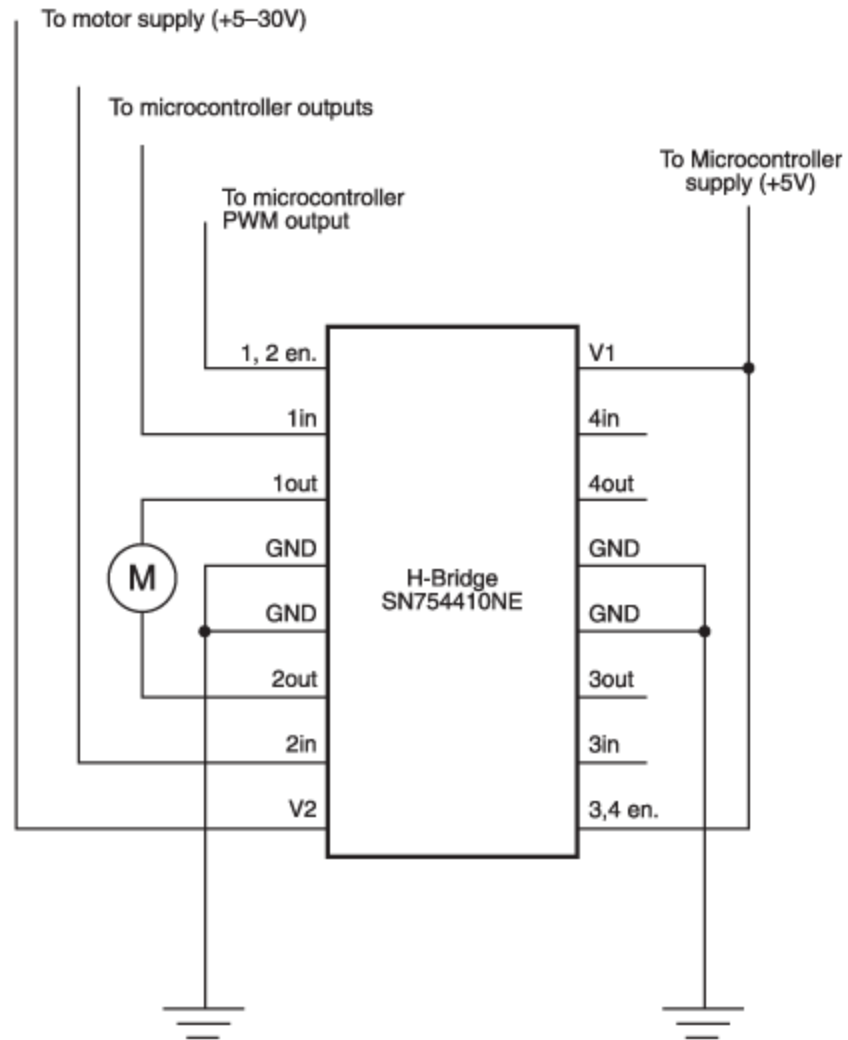 To motor supply (+5–30V)
To microcontroller outputs
To Microcontroller
supply (+5V)
To microcontroller
PWM output
1, 2 en.
V1
1in
4in
1out
4out
GND
GND
M
H-Bridge
SN754410NE
GND
GND
2out
3out
2in
3in
V2
3,4 en.